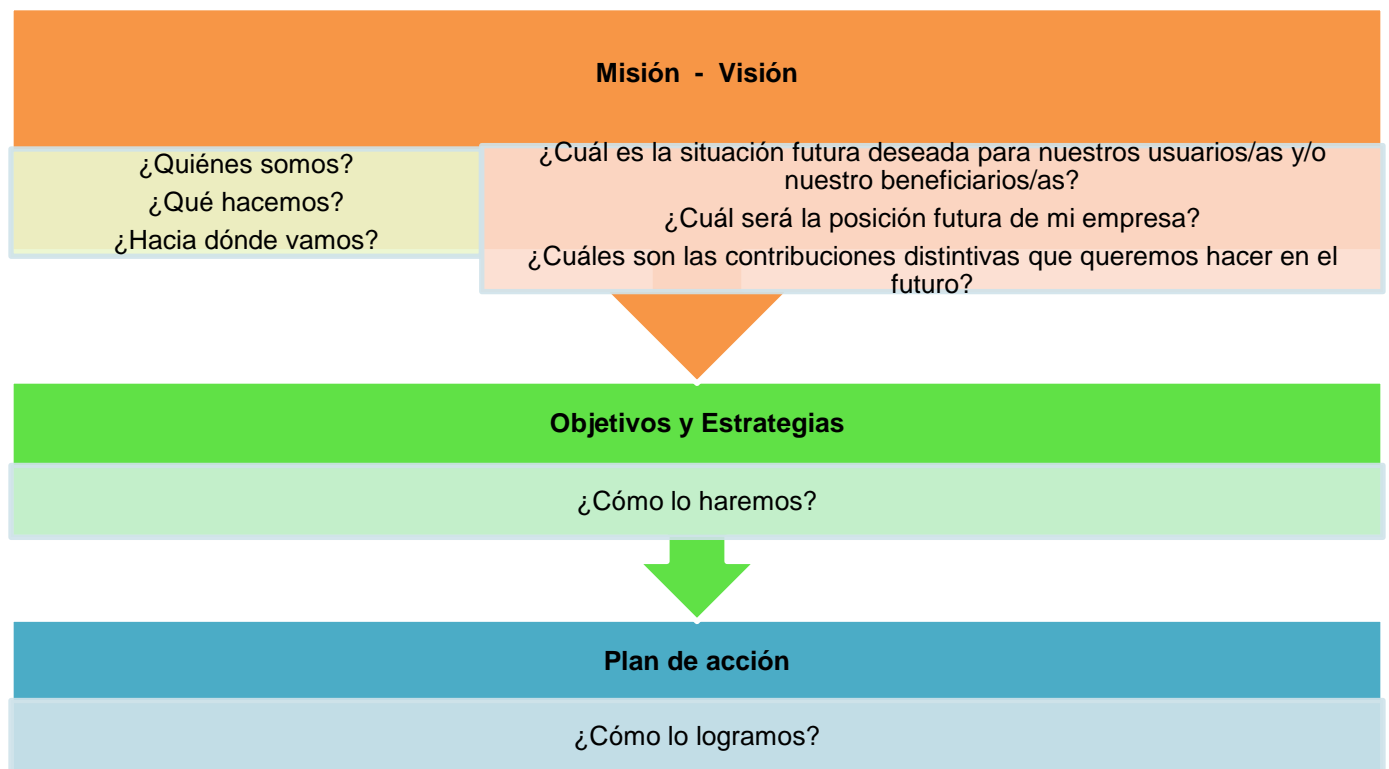 Misión - Visión
¿Quiénes somos?
¿Qué hacemos?
¿Hacia dónde vamos?
¿Cuál es la situación futura deseada para nuestros usuarios/as y/o
nuestro beneficiarios/as?
¿Cuál será la posición futura de mi empresa?
¿Cuáles son las contribuciones distintivas que queremos hacer en el
futuro?
Objetivos y Estrategias
¿Cómo lo haremos?
Plan de acción
¿Cómo lo logramos?